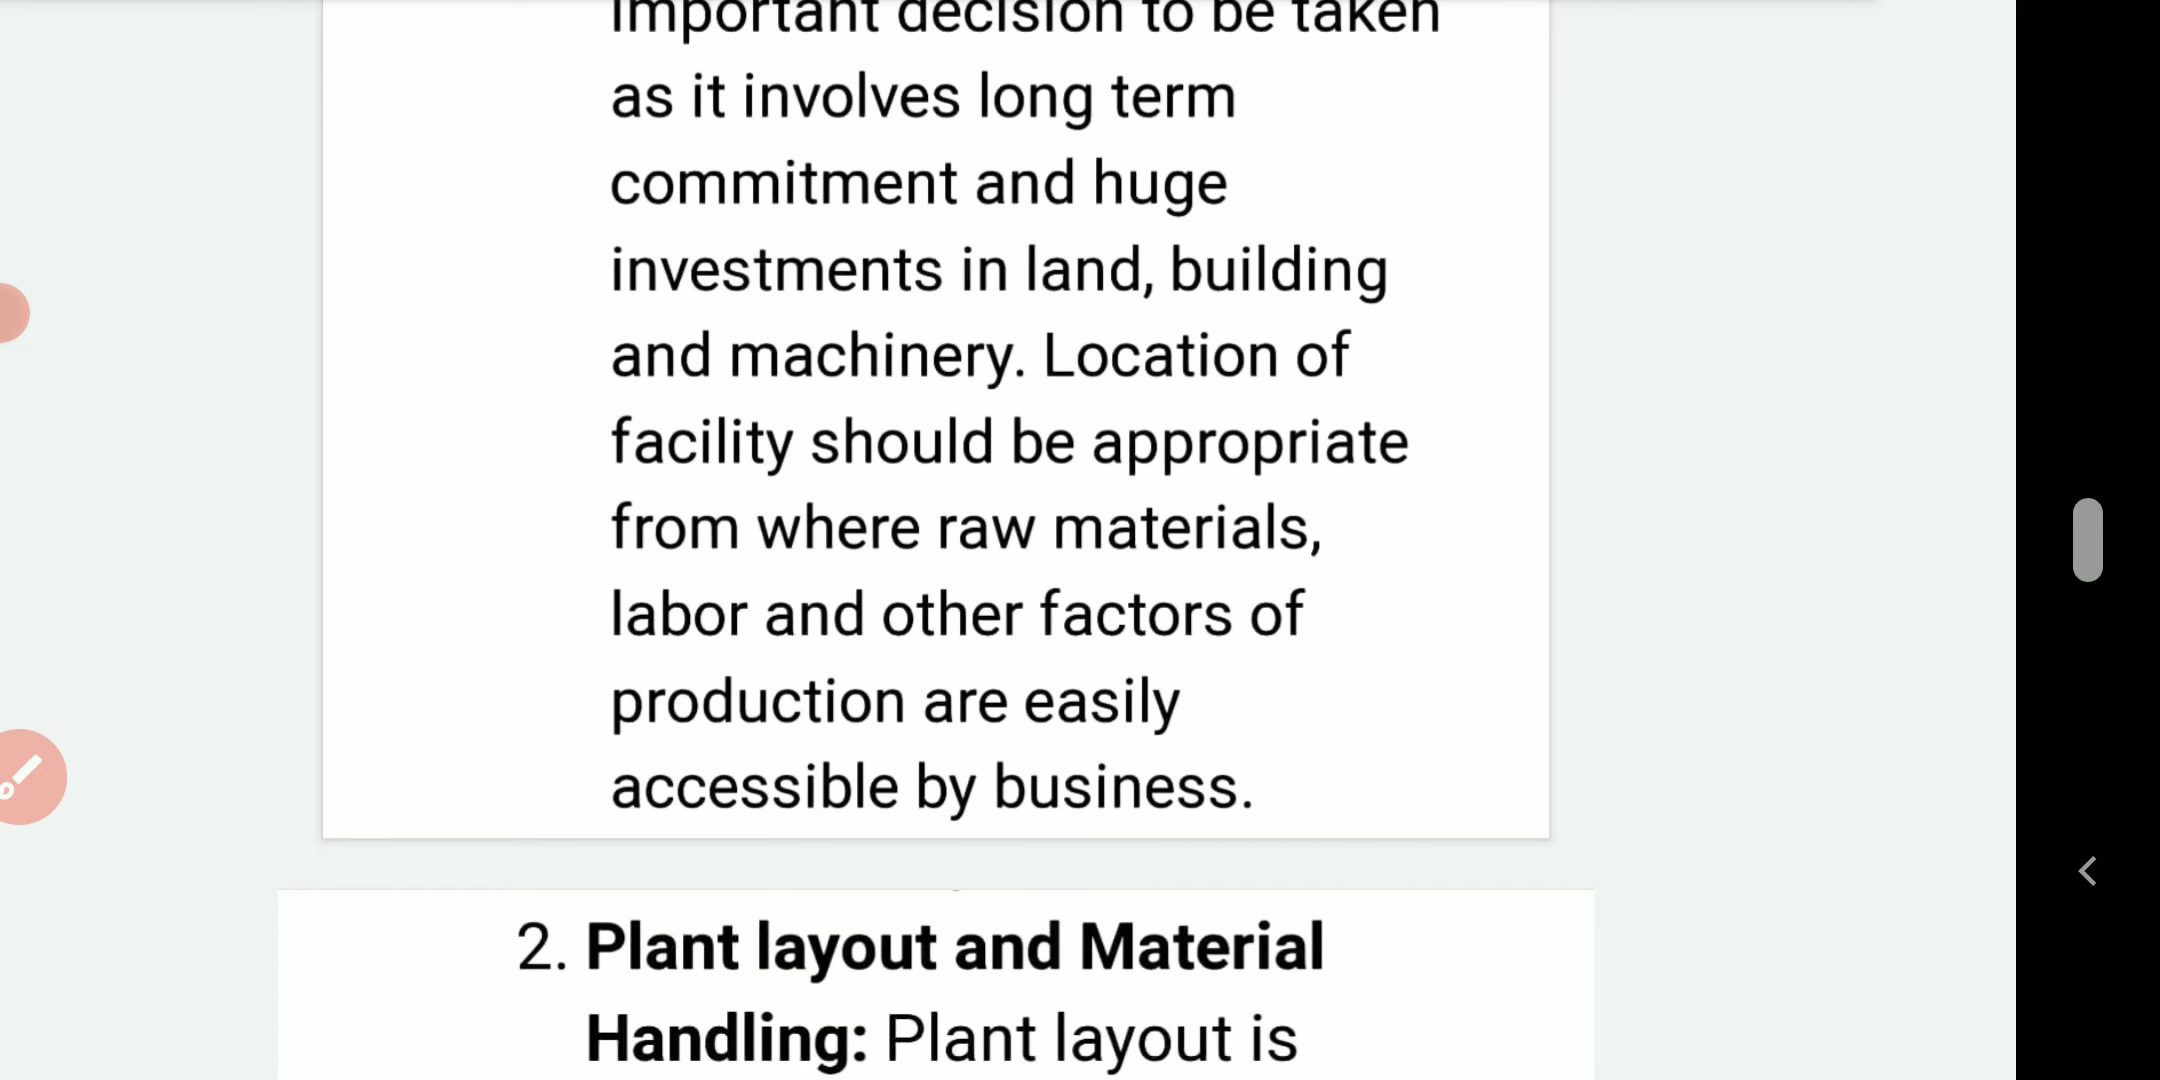 important decision to be taken
as it involves long term
commitment and huge
investments in land, building
and machinery. Location of
facility should be appropriate
from where raw materials,
labor and other factors of
production are easily
accessible by business.
2. Plant layout and Material
Handling: Plant layout is